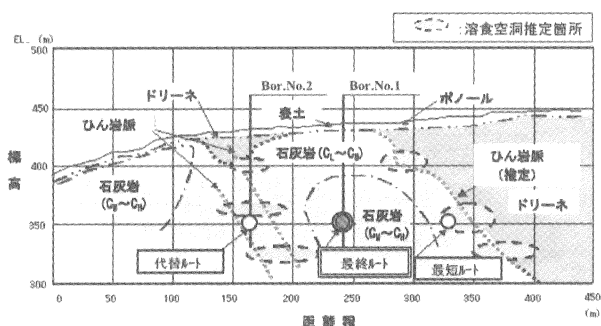 :溶食空洞推定箇所
EL. (m)
500
450
400
350
300
標高
Bor.No.2
Bor.No.1
ドリーネ
ひん岩脈
表土
ポノール
石灰岩(CL~CM)
石灰岩
(CM~CH)
石灰岩
(CM~CH)
ひん岩脈
(推定)
ドリーネ
代替ルート
最終ルート
最短ルート
0
50
100
150
200
250
300
350
400
450
(m)
距離程